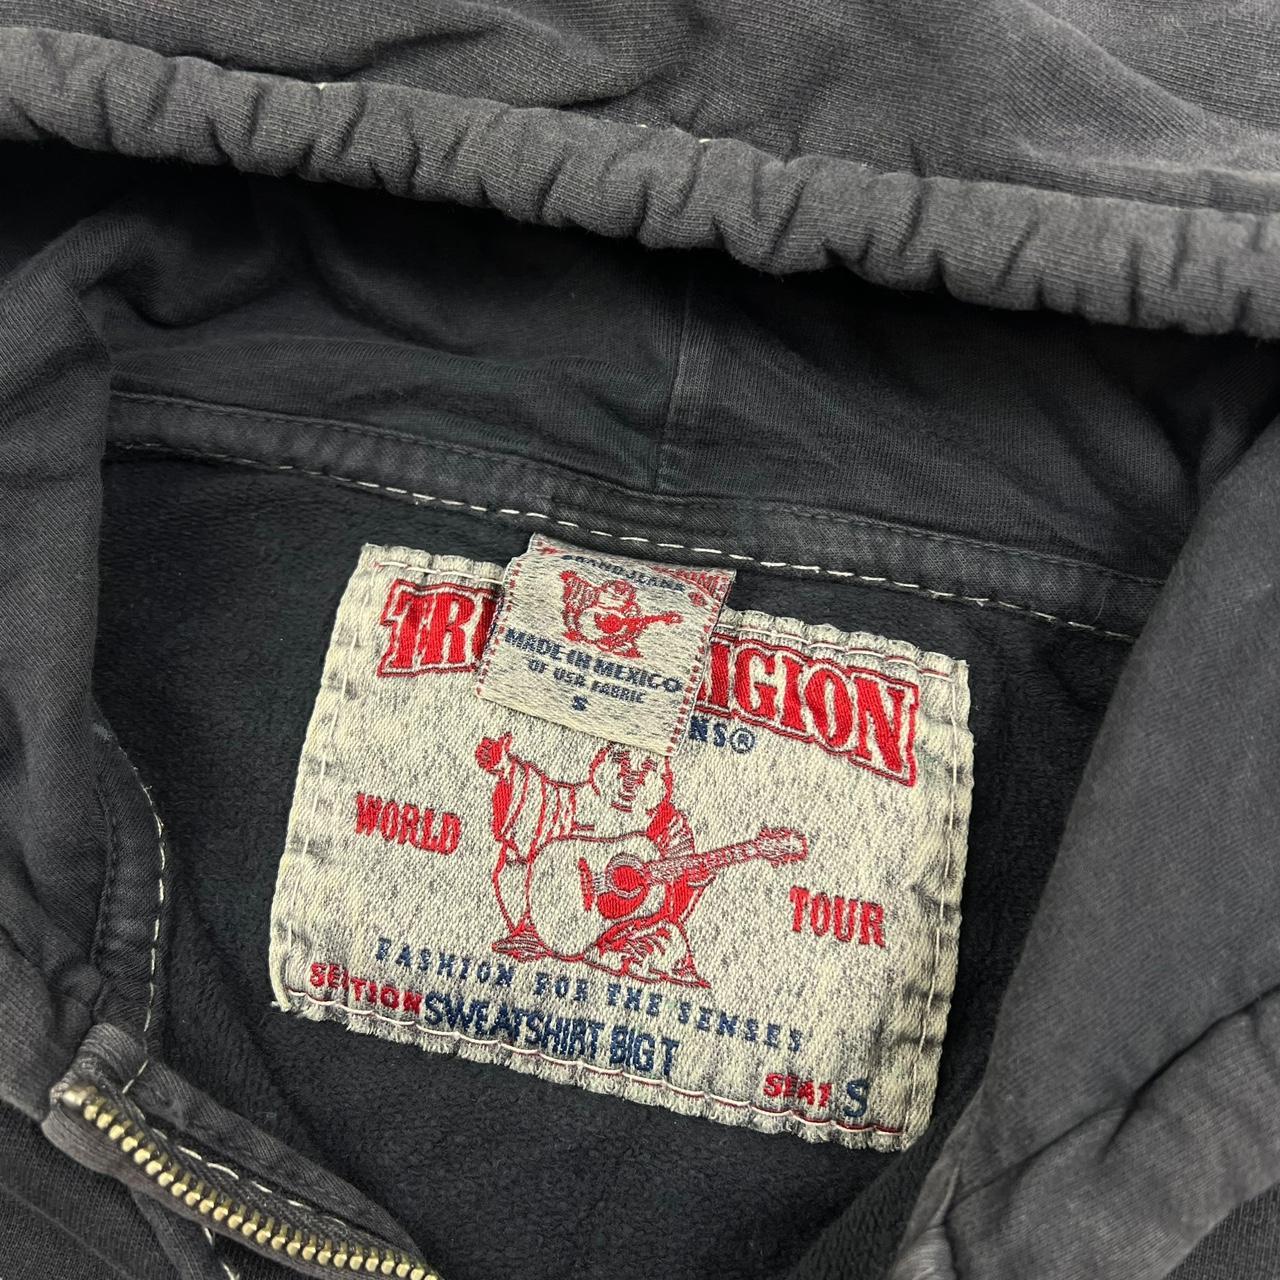 BRAND JEANS
MADE IN MEXICO
OF USA FABRIC
S
TR IGION
NS®
WORLD
TOUR
FASHION FOR THE SENSES
SECTION SWEATSHIRT BIG T
SEAT S